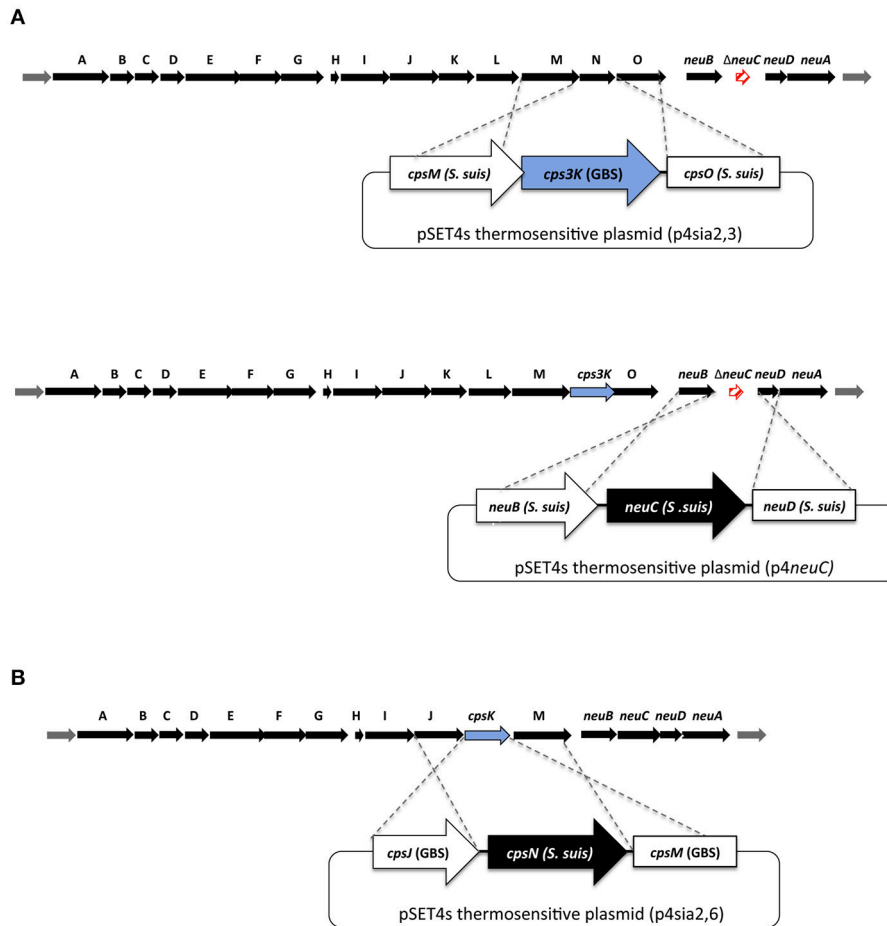 A
A B C D E F G H I J K L M N O neuB ΔneuC neuD neuA
cpsM (S. suis) cps3K (GBS) cpsO (S. suis)
pSET4s thermosensitive plasmid (p4sia2,3)
A B C D E F G H I J K L M cps3K O neuB ΔneuC neuD neuA
neuB (S. suis) neuC (S .suis) neuD (S. suis)
pSET4s thermosensitive plasmid (p4neuC)
B
A B C D E F G H I J cpsK M neuB neuC neuD neuA
cpsJ (GBS) cpsN (S. suis) cpsM (GBS)
pSET4s thermosensitive plasmid (p4sia2,6)